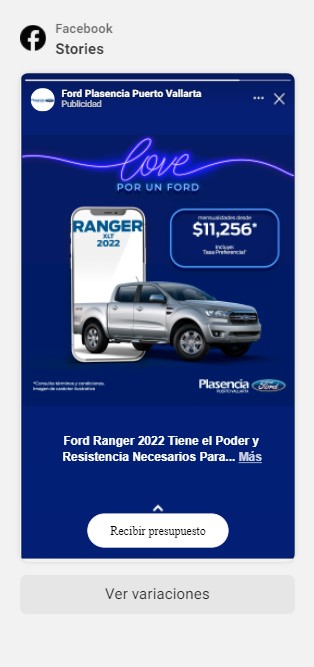 Facebook
Stories
Ford Plasencia Puerto Vallarta
Publicidad
love
POR UN FORD
RANGER
XLT
2022
mensualidades desde
$11,256*
Incluye:
Tasa Preferencial*
*Consulta términos y condiciones.
Imagen de carácter ilustrativo
Plasencia
PUERTO VALLARTA
Ford
Ford Ranger 2022 Tiene el Poder y
Resistencia Necesarios Para... Más
Recibir presupuesto
Ver variaciones